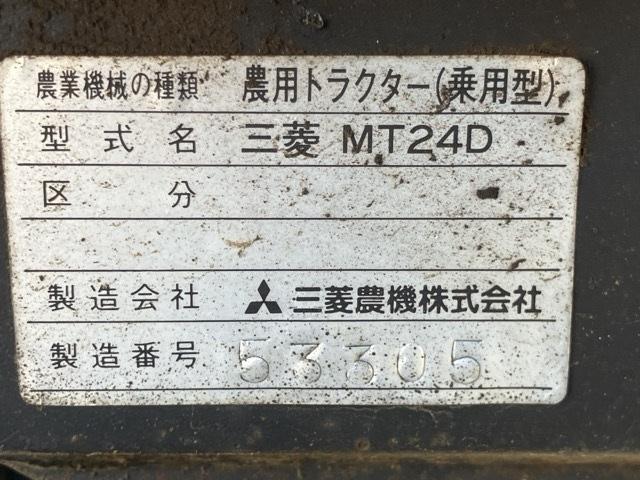 農業機械の種類 農用トラクター(乗用型)
型式名 三菱 MT24D
区分
製造会社 三菱農機株式会社
製造番号 53305